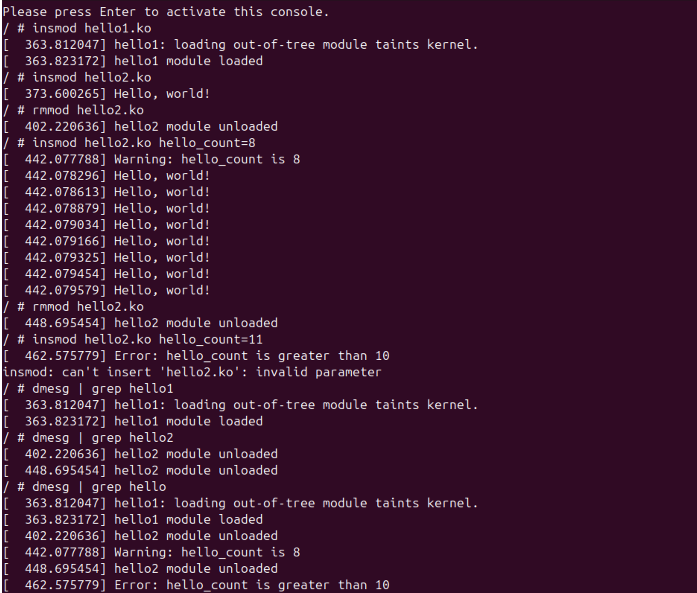 Please press Enter to activate this console.
/ # insmod hello1.ko
[  363.812047] hello1: loading out-of-tree module taints kernel.
[  363.823172] hello1 module loaded
/ # insmod hello2.ko
[  373.600265] Hello, world!
/ # rmmod hello2.ko
[  402.220636] hello2 module unloaded
/ # insmod hello2.ko hello_count=8
[  442.077788] Warning: hello_count is 8
[  442.078296] Hello, world!
[  442.078613] Hello, world!
[  442.078879] Hello, world!
[  442.079034] Hello, world!
[  442.079166] Hello, world!
[  442.079325] Hello, world!
[  442.079454] Hello, world!
[  442.079579] Hello, world!
/ # rmmod hello2.ko
[  448.695454] hello2 module unloaded
/ # insmod hello2.ko hello_count=11
[  462.575779] Error: hello_count is greater than 10
insmod: can't insert 'hello2.ko': invalid parameter
/ # dmesg | grep hello1
[  363.812047] hello1: loading out-of-tree module taints kernel.
[  363.823172] hello1 module loaded
/ # dmesg | grep hello2
[  402.220636] hello2 module unloaded
[  448.695454] hello2 module unloaded
/ # dmesg | grep hello
[  363.812047] hello1: loading out-of-tree module taints kernel.
[  363.823172] hello1 module loaded
[  402.220636] hello2 module unloaded
[  442.077788] Warning: hello_count is 8
[  448.695454] hello2 module unloaded
[  462.575779] Error: hello_count is greater than 10